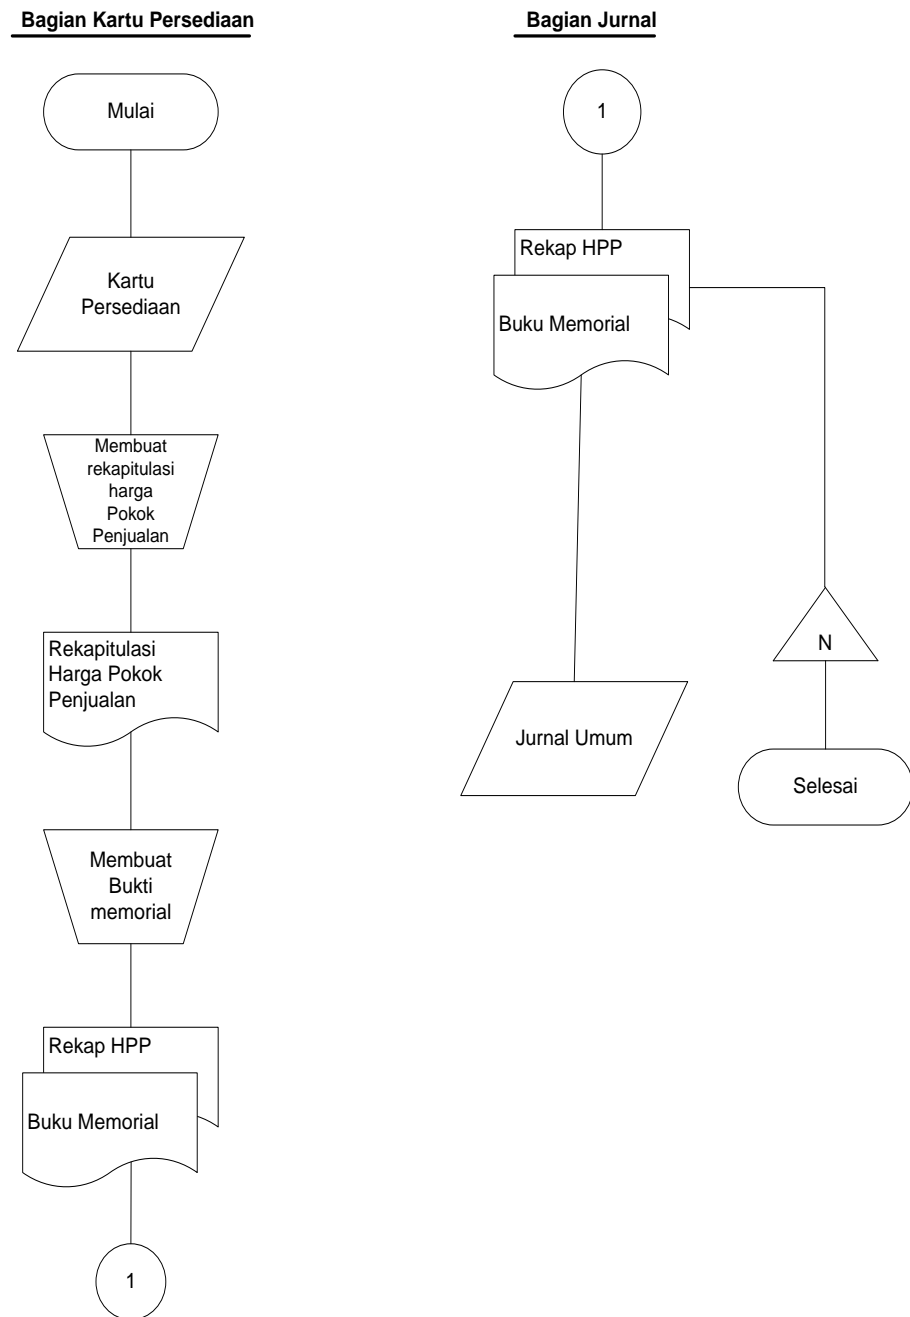 Bagian Kartu Persediaan
Mulai
Kartu
Persediaan
Membuat
rekapitulasi
harga
Pokok
Penjualan
Rekapitulasi
Harga Pokok
Penjualan
Membuat
Bukti
memorial
Rekap HPP
Buku Memorial
1
Bagian Jurnal
1
Rekap HPP
Buku Memorial
Jurnal Umum
N
Selesai